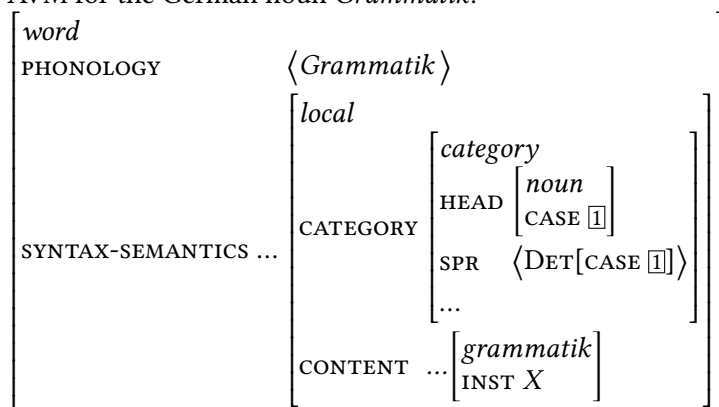 AVM for the German noun Grammatik:
word
PHONOLOGY ⟨Grammatik⟩
local
category
HEAD noun
CASE 1
CATEGORY
SYNTAX-SEMANTICS ...
SPR ⟨DET[CASE 1]⟩
...
CONTENT ... grammatik
INST X